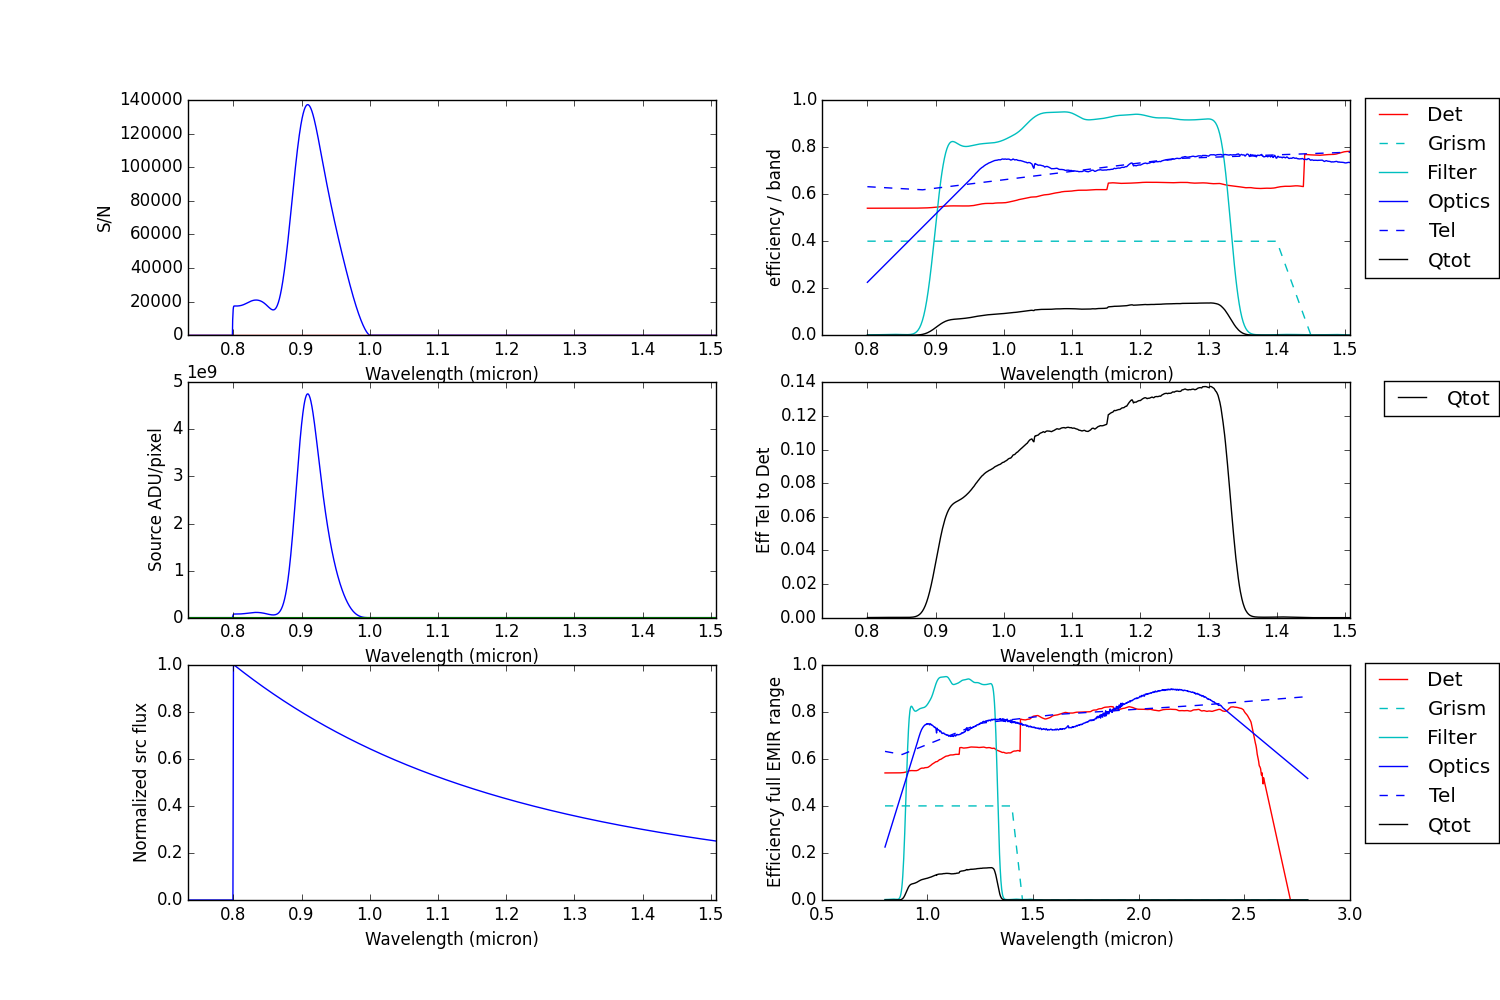 140000
120000
100000
80000
60000
40000
20000
0
S/N
0.8 0.9 1.0 1.1 1.2 1.3 1.4 1.5
Wavelength (micron)
1.0
0.8
0.6
0.4
0.2
0.0
efficiency / band
0.8 0.9 1.0 1.1 1.2 1.3 1.4 1.5
Wavelength (micron)
Det
Grism
Filter
Optics
Tel
Qtot
1e9
5
4
3
2
1
0
Source ADU/pixel
0.8 0.9 1.0 1.1 1.2 1.3 1.4 1.5
Wavelength (micron)
0.14
0.12
0.10
0.08
0.06
0.04
0.02
0.00
Eff Tel to Det
0.8 0.9 1.0 1.1 1.2 1.3 1.4 1.5
Wavelength (micron)
Qtot
1.0
0.8
0.6
0.4
0.2
0.0
Normalized src flux
0.8 0.9 1.0 1.1 1.2 1.3 1.4 1.5
Wavelength (micron)
1.0
0.8
0.6
0.4
0.2
0.0
Efficiency full EMIR range
0.5 1.0 1.5 2.0 2.5 3.0
Wavelength (micron)
Det
Grism
Filter
Optics
Tel
Qtot